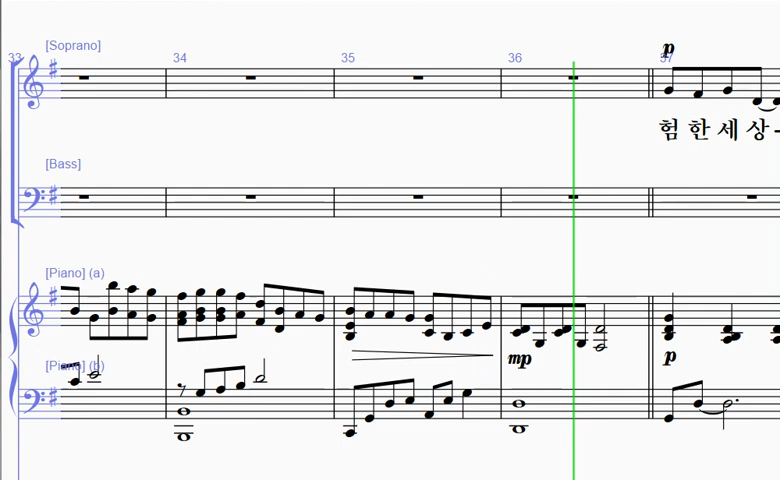 [Soprano]
p
33 34 35 36 37
험 한 세 상-
[Bass]
[Piano] (a)
mp p
[Piano] (b)